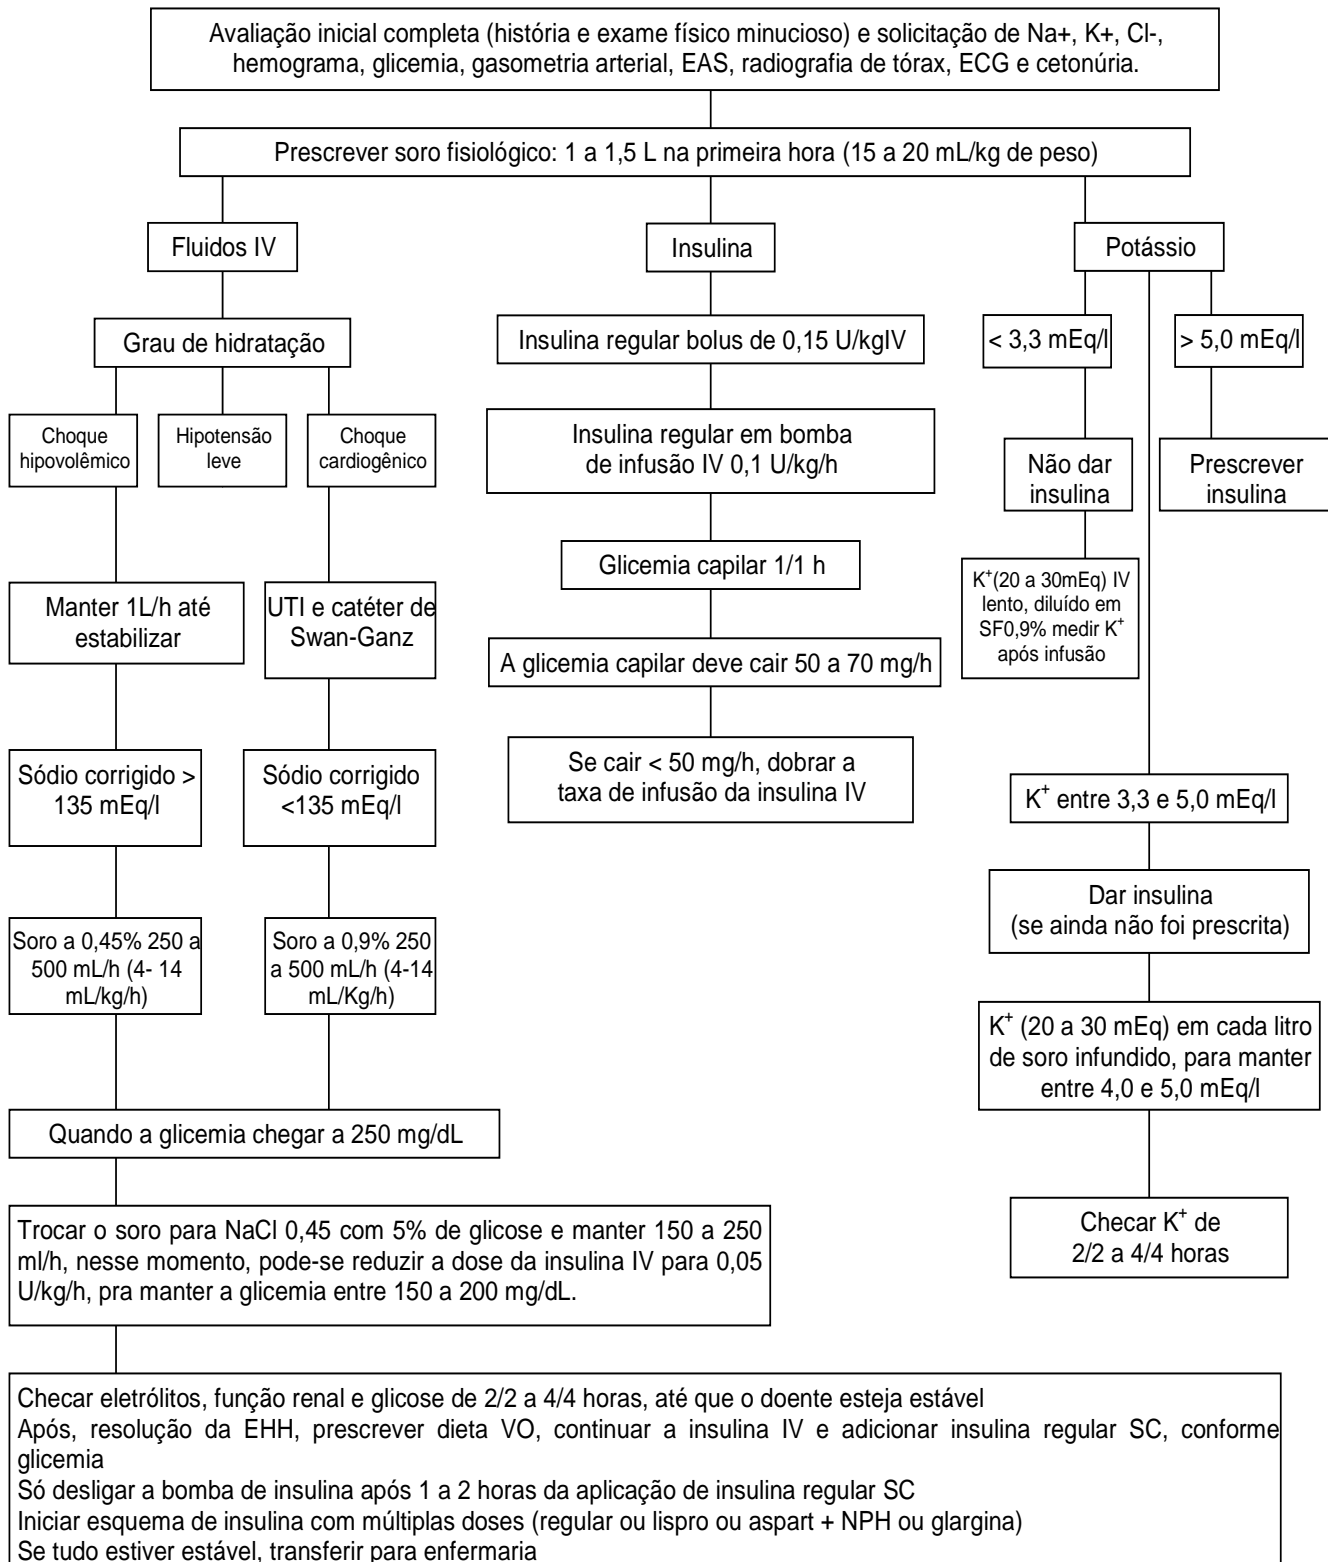 Avaliação inicial completa (história e exame físico minucioso) e solicitação de Na+, K+, Cl-,
hemograma, glicemia, gasometria arterial, EAS, radiografia de tórax, ECG e cetonúria.
Prescrever soro fisiológico: 1 a 1,5 L na primeira hora (15 a 20 mL/kg de peso)
Fluidos IV
Grau de hidratação
Choque
hipovolêmico
Hipotensão
leve
Choque
cardiogênico
Manter 1L/h até
estabilizar
UTI e catéter de
Swan-Ganz
Sódio corrigido >
135 mEq/l
Sódio corrigido
<135 mEq/l
Soro a 0,45% 250 a
500 mL/h (4- 14
mL/kg/h)
Soro a 0,9% 250
a 500 mL/h (4-14
mL/Kg/h)
Quando a glicemia chegar a 250 mg/dL
Trocar o soro para NaCl 0,45 com 5% de glicose e manter 150 a 250
ml/h, nesse momento, pode-se reduzir a dose da insulina IV para 0,05
U/kg/h, pra manter a glicemia entre 150 a 200 mg/dL.
Insulina
Insulina regular bolus de 0,15 U/kgIV
Insulina regular em bomba
de infusão IV 0,1 U/kg/h
Glicemia capilar 1/1 h
A glicemia capilar deve cair 50 a 70 mg/h
Se cair < 50 mg/h, dobrar a
taxa de infusão da insulina IV
Potássio
< 3,3 mEq/l
Não dar
insulina
K⁺(20 a 30mEq) IV
lento, diluído em
SF0,9% medir K⁺
após infusão
> 5,0 mEq/l
Prescrever
insulina
K⁺ entre 3,3 e 5,0 mEq/l
Dar insulina
(se ainda não foi prescrita)
K⁺ (20 a 30 mEq) em cada litro
de soro infundido, para manter
entre 4,0 e 5,0 mEq/l
Checar K⁺ de
2/2 a 4/4 horas
Checar eletrólitos, função renal e glicose de 2/2 a 4/4 horas, até que o doente esteja estável
Após, resolução da EHH, prescrever dieta VO, continuar a insulina IV e adicionar insulina regular SC, conforme
glicemia
Só desligar a bomba de insulina após 1 a 2 horas da aplicação de insulina regular SC
Iniciar esquema de insulina com múltiplas doses (regular ou lispro ou aspart + NPH ou glargina)
Se tudo estiver estável, transferir para enfermaria